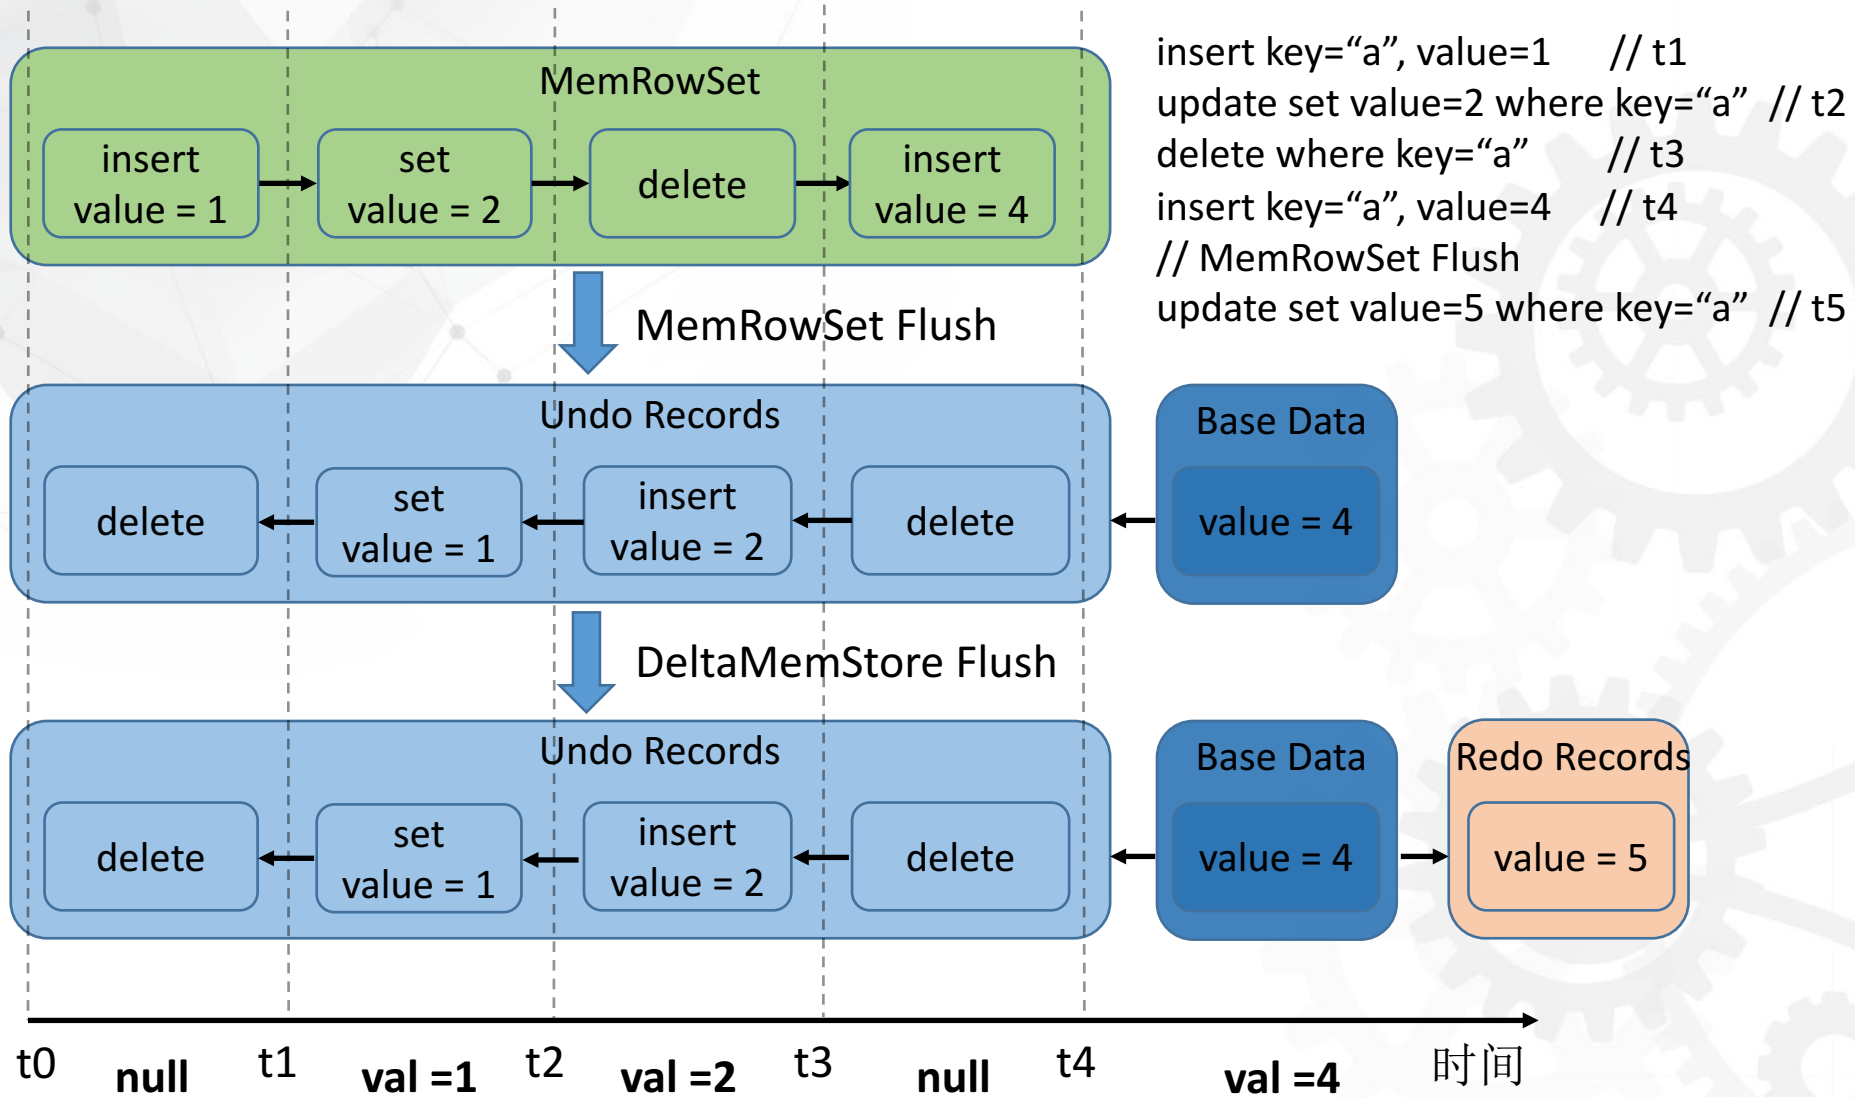 insert key=“a”, value=1 // t1
update set value=2 where key=“a” // t2
delete where key=“a” // t3
insert key=“a”, value=4 // t4
// MemRowSet Flush
update set value=5 where key=“a” // t5
MemRowSet
insert
value = 1
set
value = 2
delete
insert
value = 4
MemRowSet Flush
Undo Records
delete
set
value = 1
insert
value = 2
delete
Base Data
value = 4
DeltaMemStore Flush
Undo Records
delete
set
value = 1
insert
value = 2
delete
Base Data
value = 4
Redo Records
value = 5
t0 null t1 val =1 t2 val =2 t3 null t4 val =4 时间